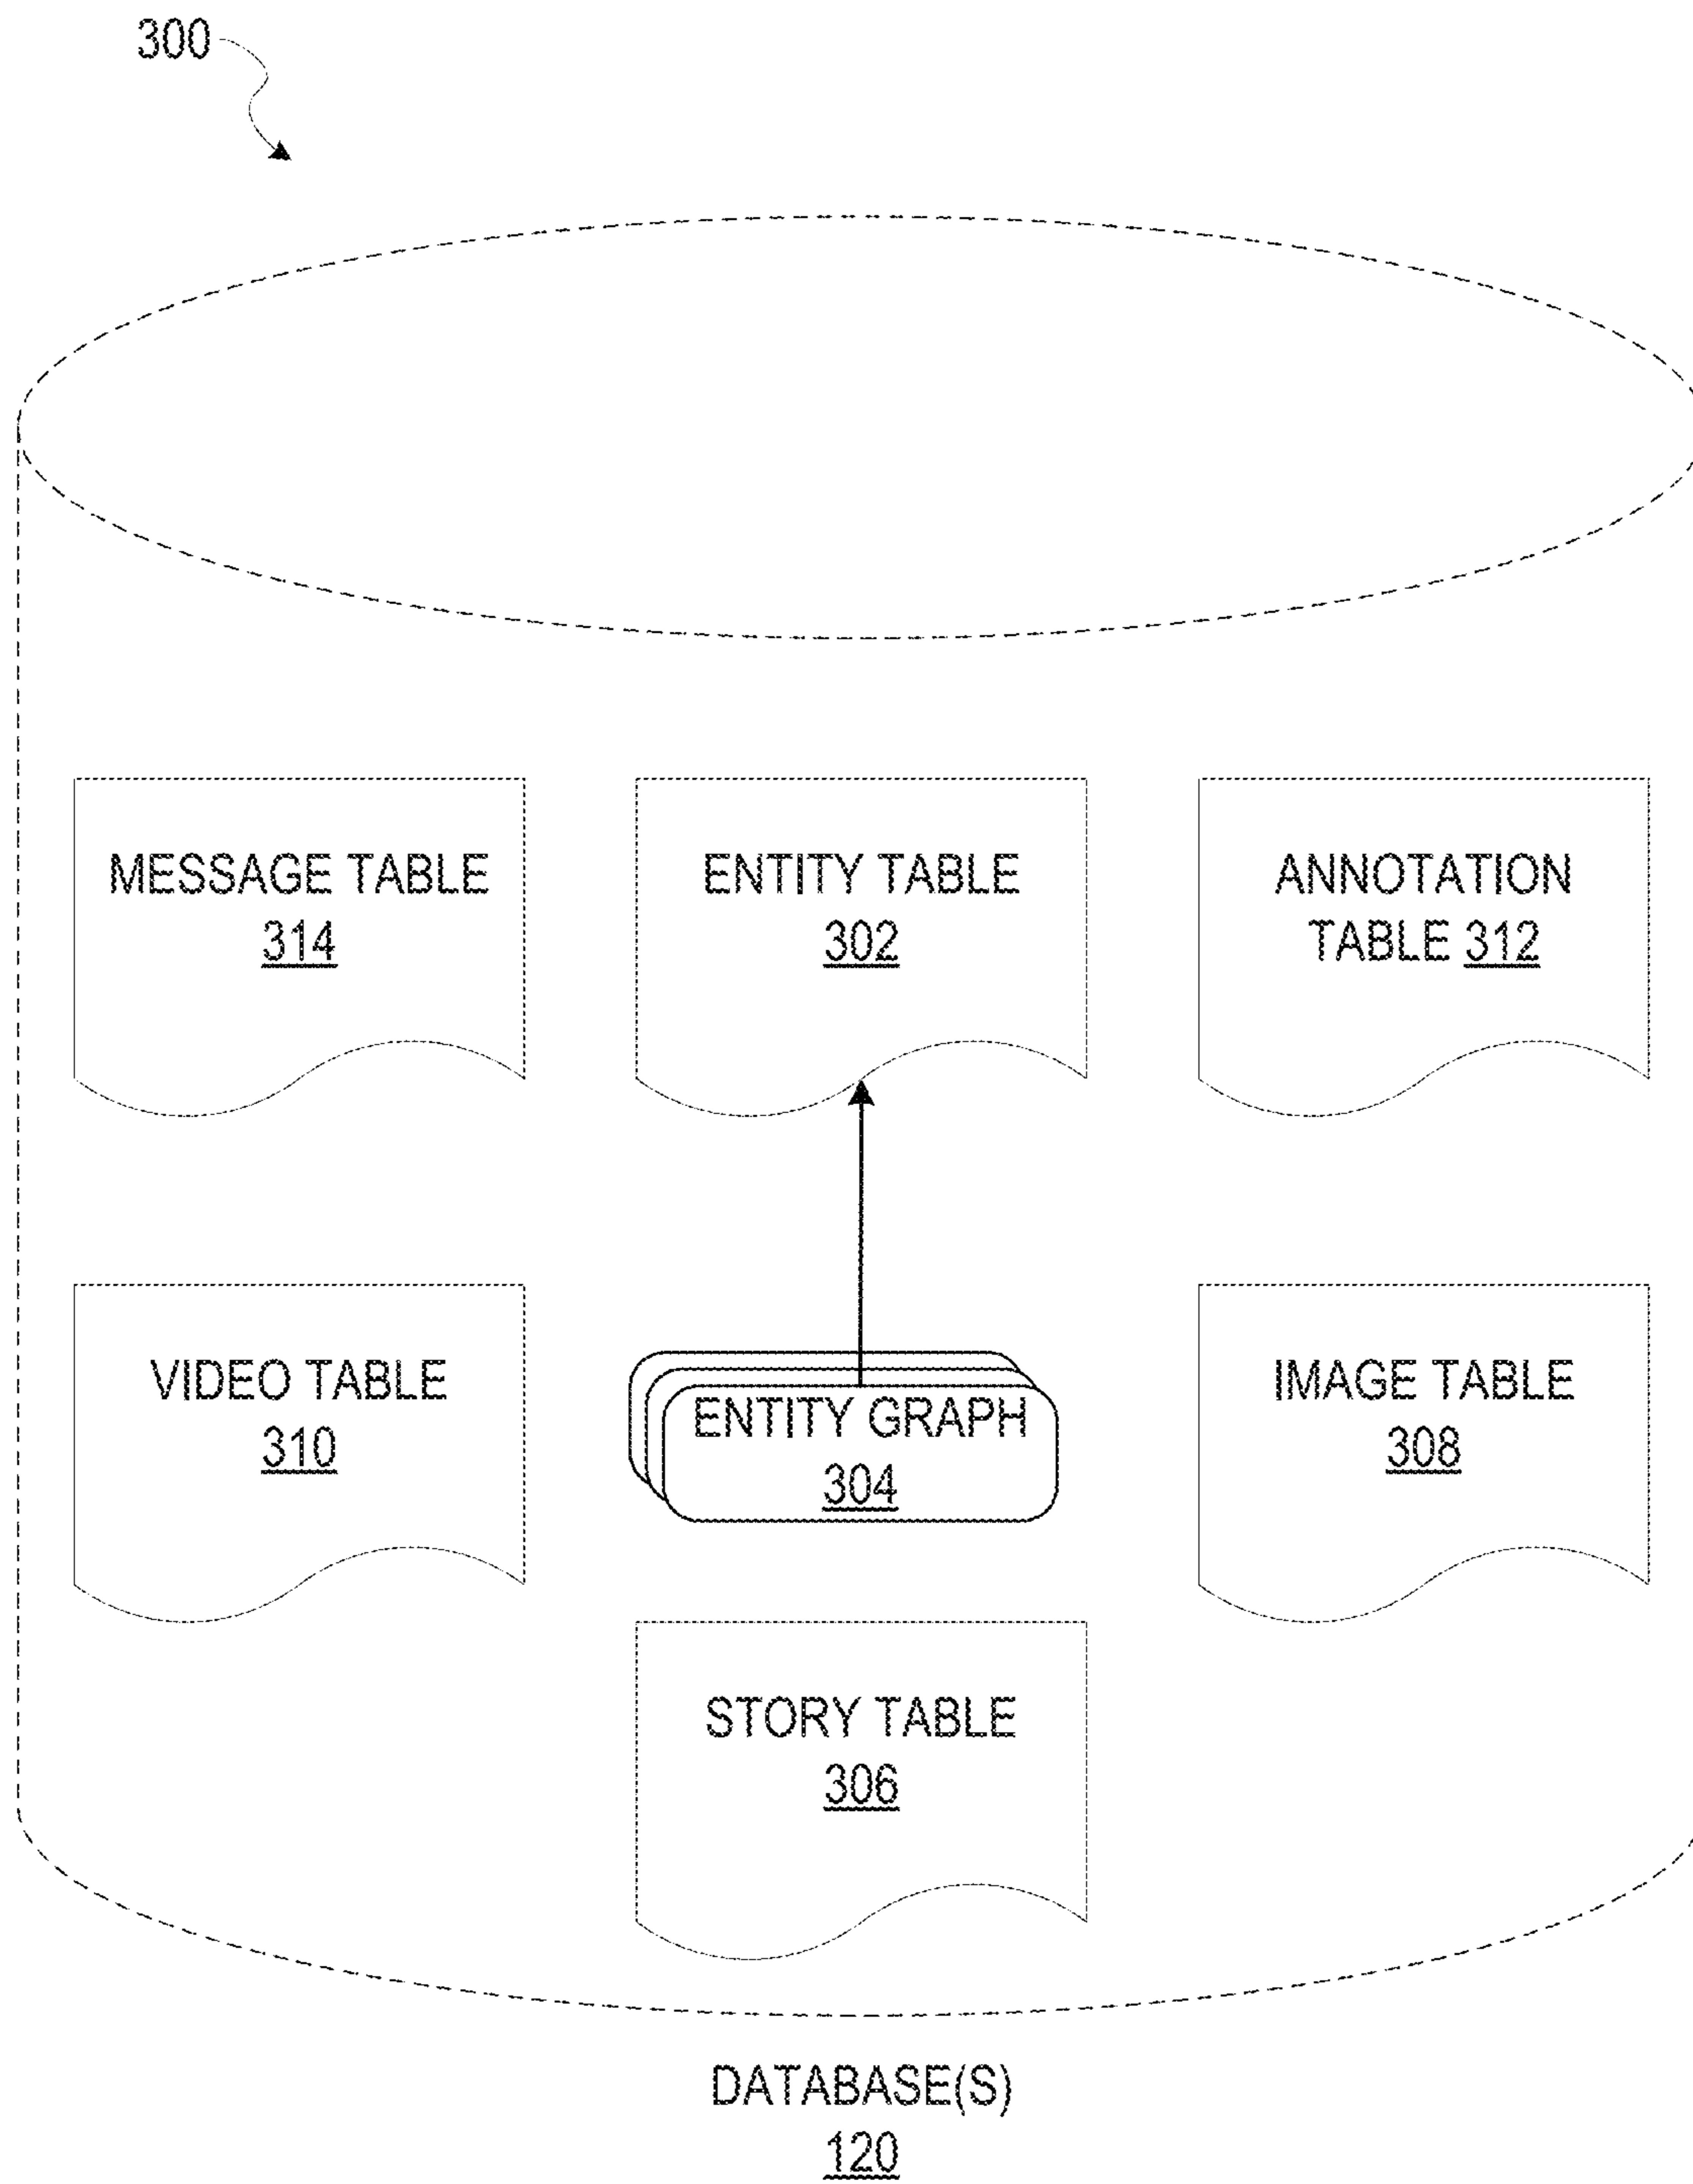 300
MESSAGE TABLE
314
ENTITY TABLE
302
ANNOTATION
TABLE 312
VIDEO TABLE
310
ENTITY GRAPH
304
IMAGE TABLE
308
STORY TABLE
306
DATABASE(S)
120